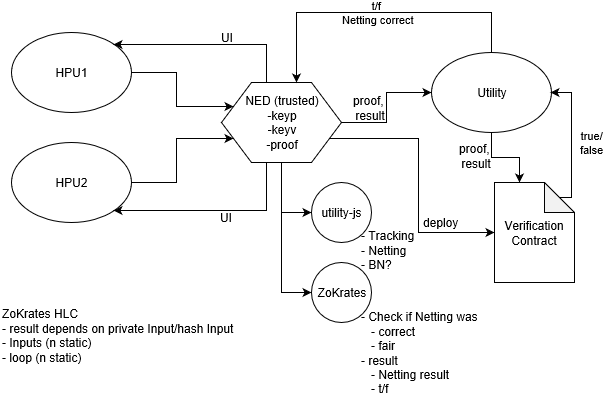 t/f
Netting correct
UI
HPU1
NED (trusted)
-keyp
-keyv
-proof
proof,
result
Utility
true/
false
proof,
result
HPU2
UI
utility-js
deploy
Verification
Contract
- Tracking
- Netting
- BN?
ZoKrates
- Check if Netting was
- correct
- fair
- result
- Netting result
- t/f
ZoKrates HLC
- result depends on private Input/hash Input
- Inputs (n static)
- loop (n static)